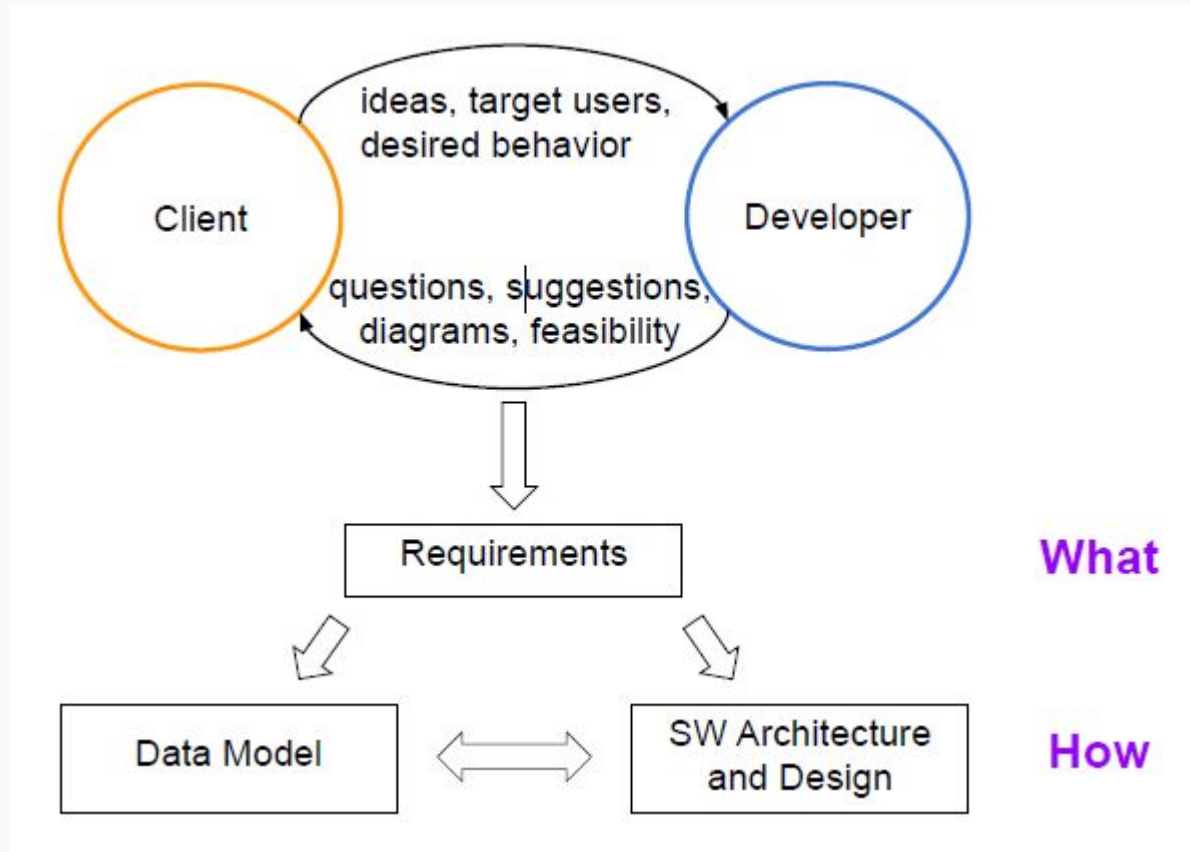 ideas, target users,
desired behavior
Client
Developer
questions, suggestions,
diagrams, feasibility
Requirements
What
Data Model
SW Architecture
and Design
How